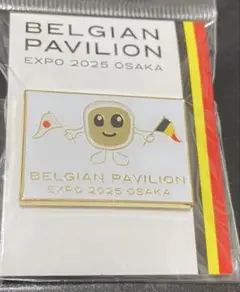 BELGIAN
PAVILION
EXPO 2025 OSAKA
BELGIAN PAVILION
EXPO 2025 OSAKA